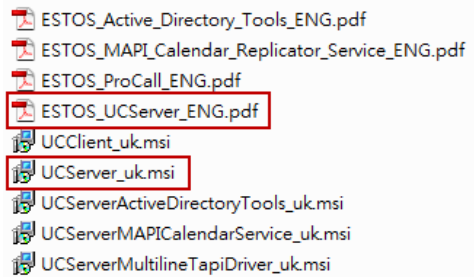 ESTOS_Active_Directory_Tools_ENG.pdf
ESTOS_MAPI_Calendar_Replicator_Service_ENG.pdf
ESTOS_ProCall_ENG.pdf
ESTOS_UCServer_ENG.pdf
UCClient_uk.msi
UCServer_uk.msi
UCServerActiveDirectoryTools_uk.msi
UCServerMAPICalendarService_uk.msi
UCServerMultilineTapiDriver_uk.msi